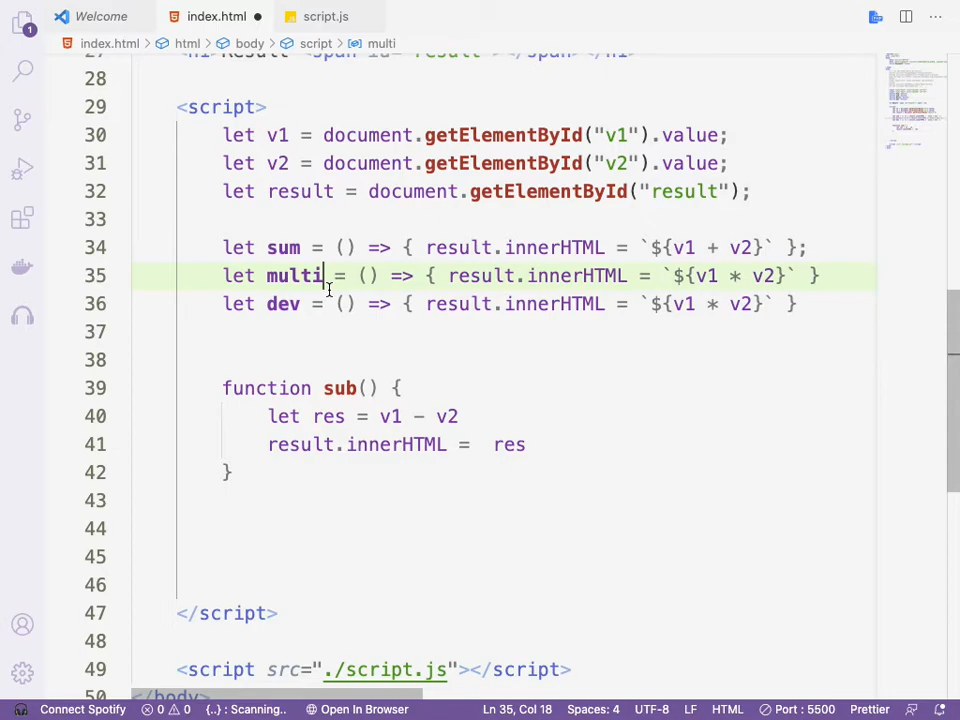 Welcome
index.html
script.js
index.html > html > body > script > multi
1
27
28
29 <script>
30 let v1 = document.getElementById("v1").value;
31 let v2 = document.getElementById("v2").value;
32 let result = document.getElementById("result");
33
34 let sum = () => { result.innerHTML = `${v1 + v2}` };
35 let multi = () => { result.innerHTML = `${v1 * v2}` }
36 let dev = () => { result.innerHTML = `${v1 * v2}` }
37
38
39 function sub() {
40 let res = v1 - v2
41 result.innerHTML =  res
42 }
43
44
45
46
47 </script>
48
49 <script src="./script.js"></script>
50 </body>
Connect Spotify 0 0 {..} : Scanning.. Open In Browser Ln 35, Col 18 Spaces: 4 UTF-8 LF HTML Port : 5500 Prettier